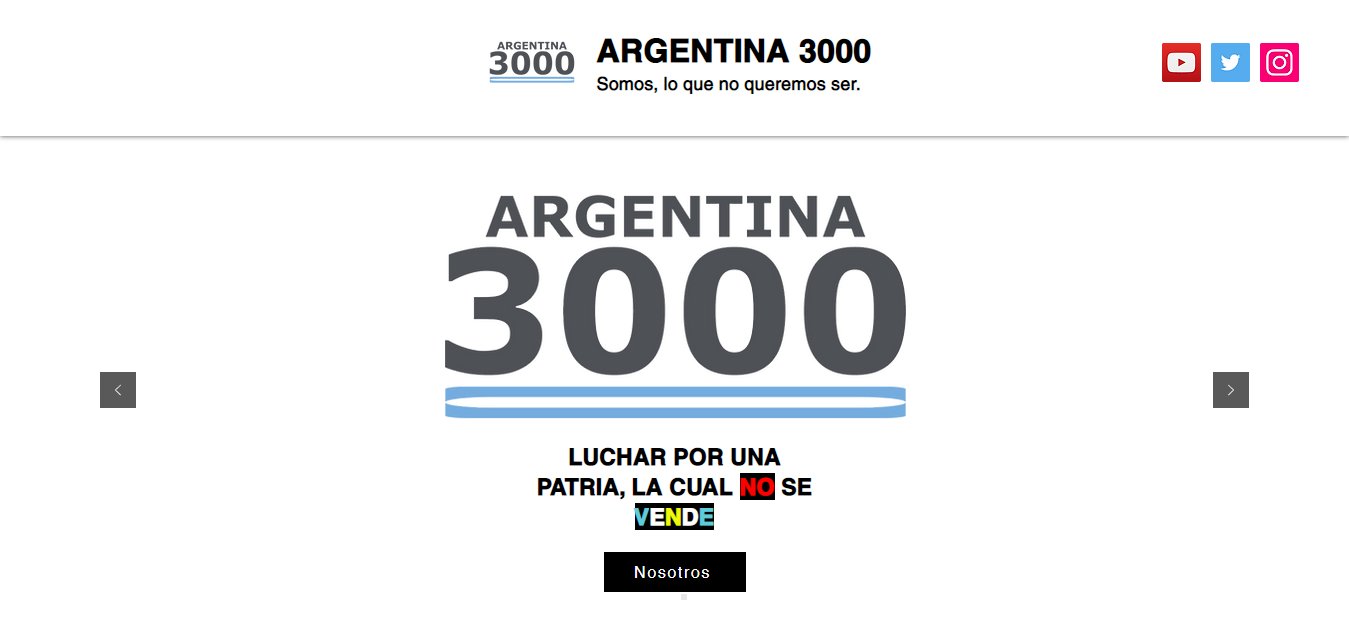 ARGENTINA
3000
ARGENTINA 3000
Somos, lo que no queremos ser.
ARGENTINA
3000
LUCHAR POR UNA
PATRIA, LA CUAL NO SE
VENDE
Nosotros